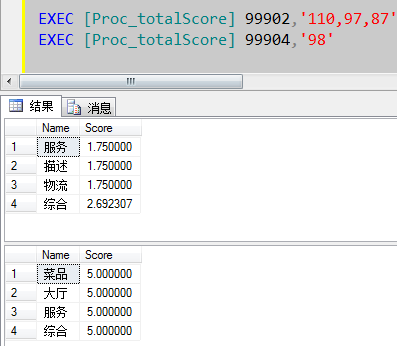 EXEC [Proc_totalScore] 99902,'110,97,87'
EXEC [Proc_totalScore] 99904,'98'
结果 消息
Name Score
1 服务 1.750000
2 描述 1.750000
3 物流 1.750000
4 综合 2.692307
Name Score
1 菜品 5.000000
2 大厅 5.000000
3 服务 5.000000
4 综合 5.000000